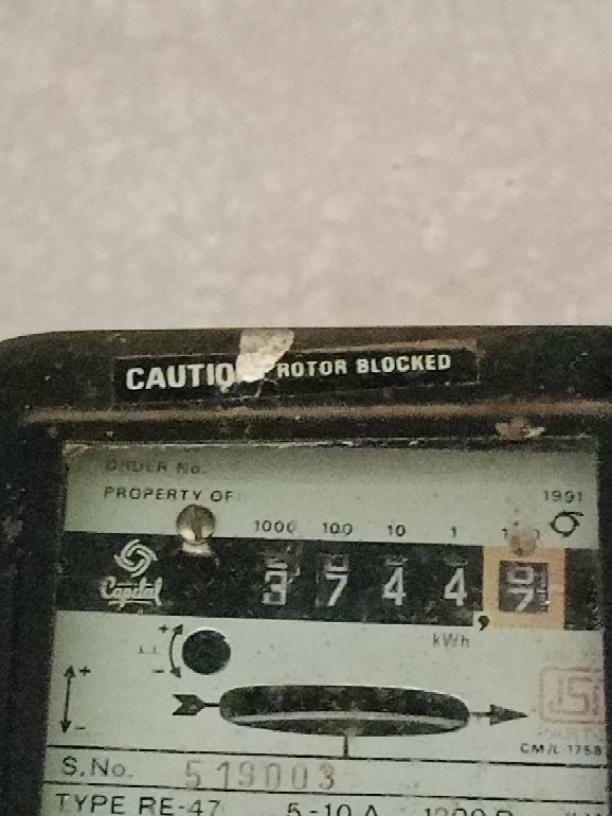 CAUTIO ROTOR BLOCKED
ORDER No.
PROPERTY OF
1991
1000 100 10 1
Capital 3 7 4 4,
kWh
+ -
+ -
ISI
CM/L-1758
S.No. 519003
TYPE RE-47 5-10 A